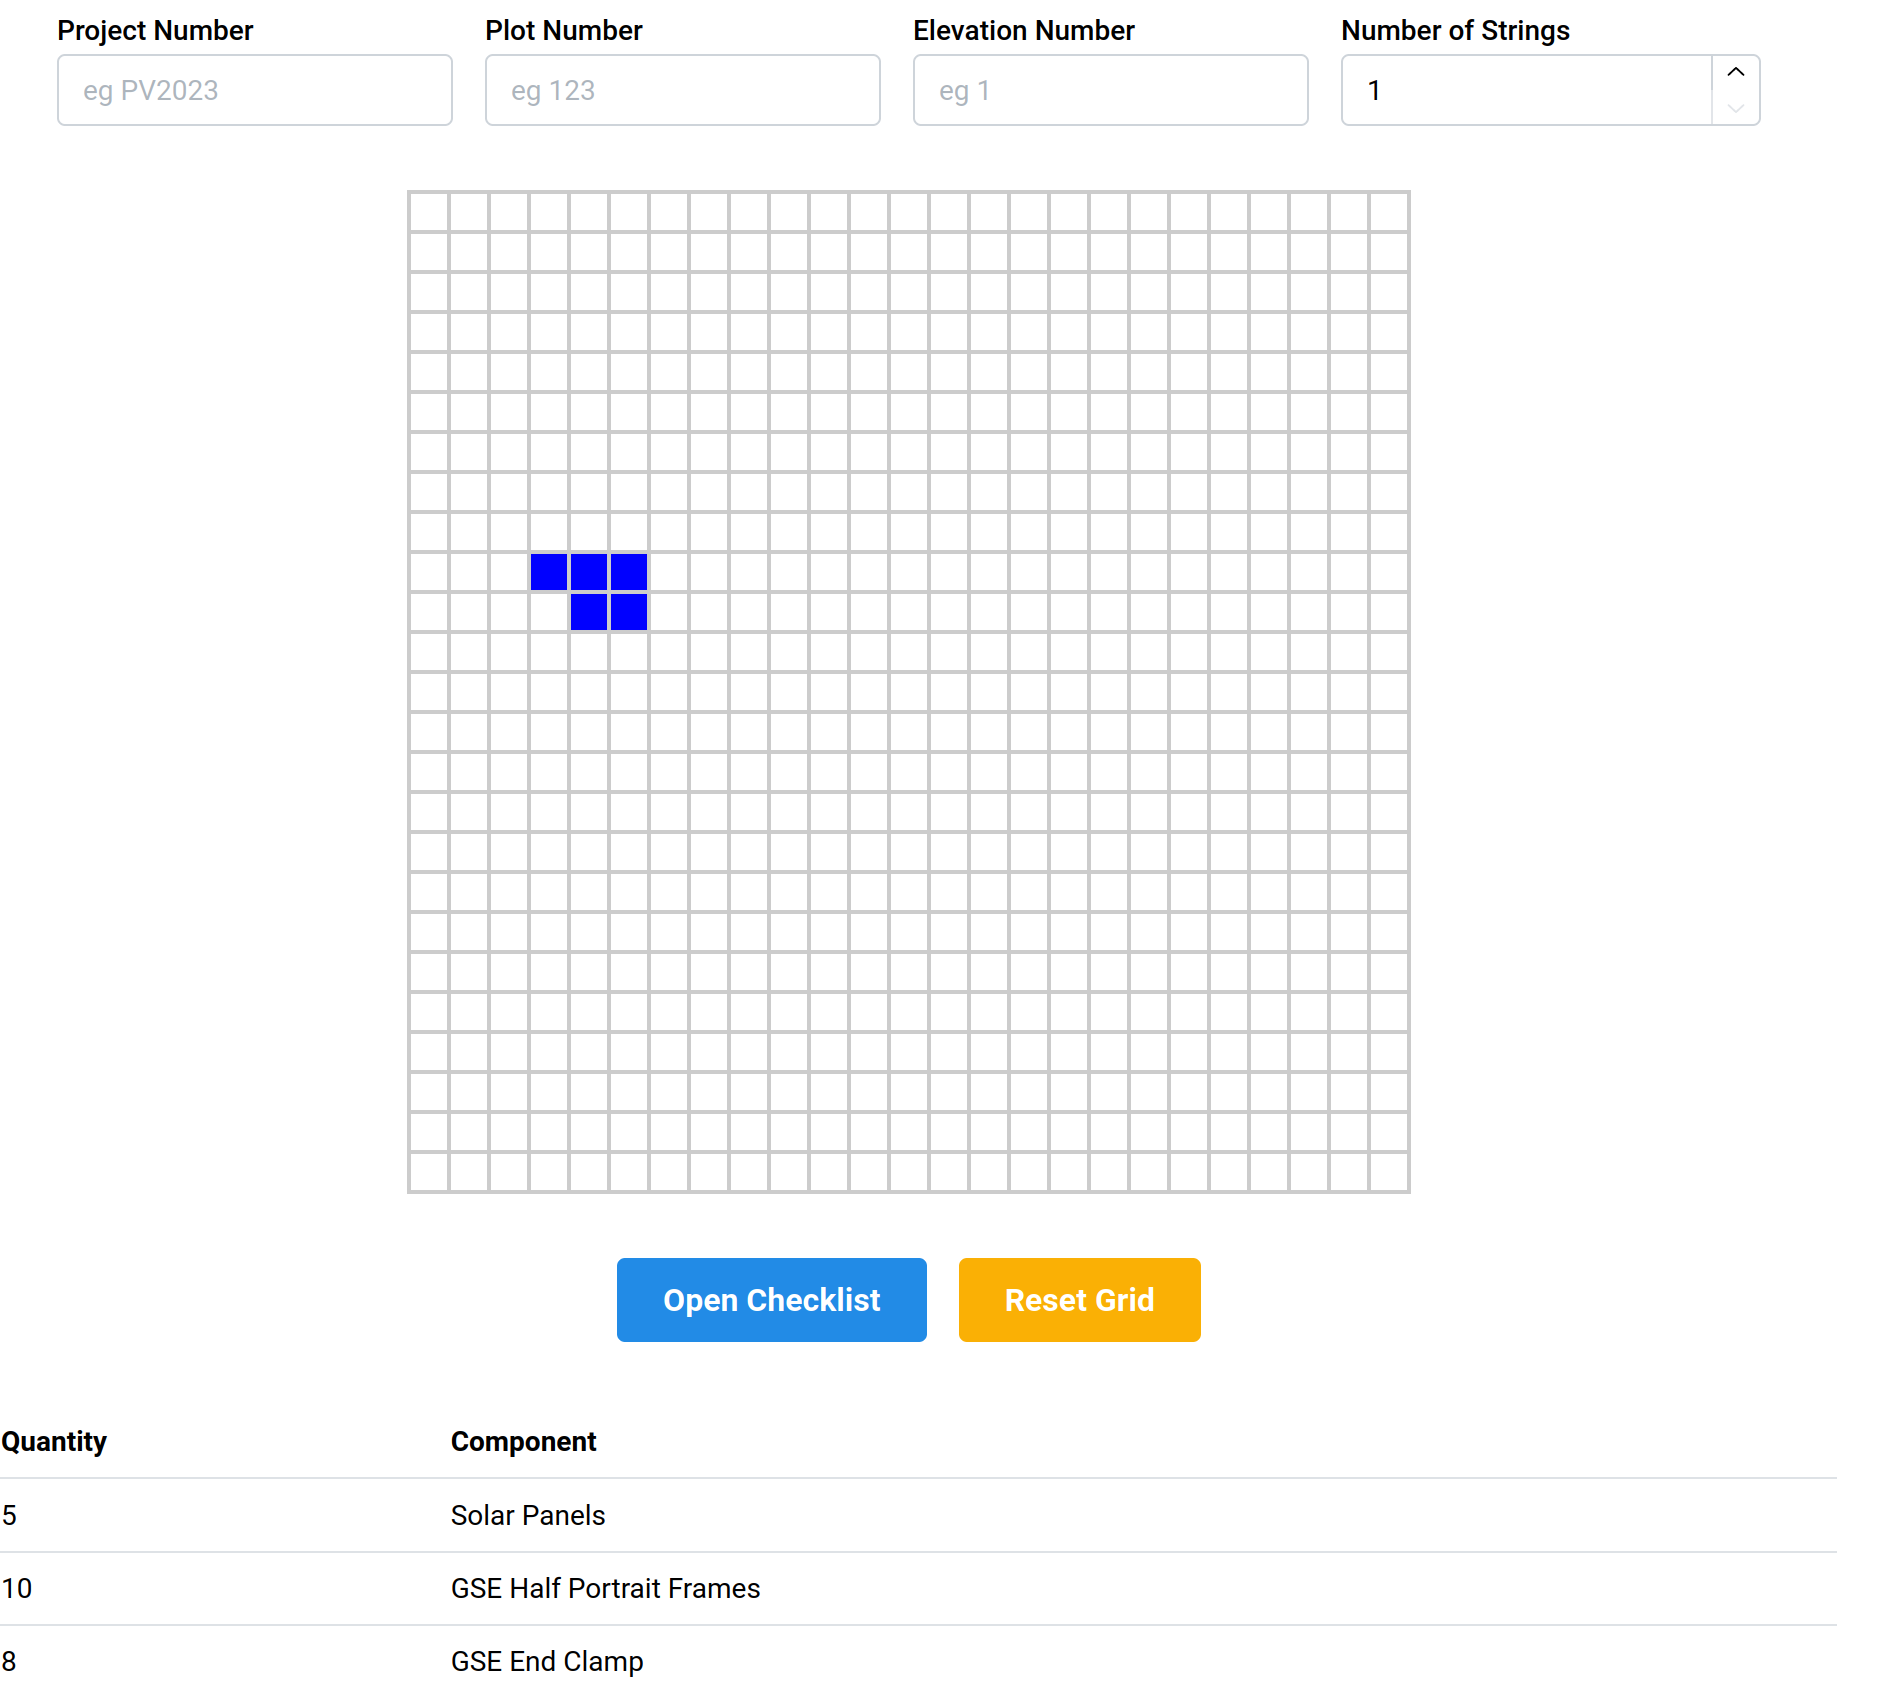 Project Number Plot Number Elevation Number Number of Strings
eg PV2023 eg 123 eg 1 1
Open Checklist Reset Grid
Quantity Component
5 Solar Panels
10 GSE Half Portrait Frames
8 GSE End Clamp